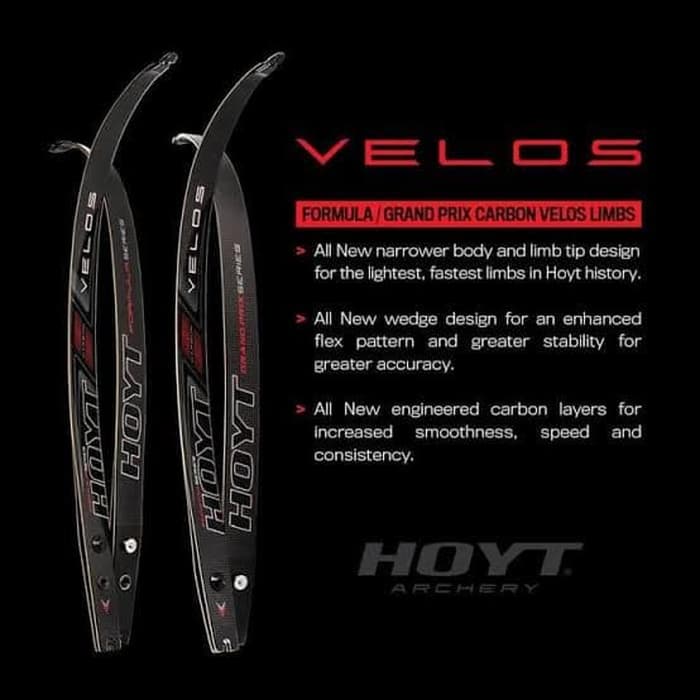 VELOS
FORMULA / GRAND PRIX CARBON VELOS LIMBS
> All New narrower body and limb tip design
for the lightest, fastest limbs in Hoyt history.
> All New wedge design for an enhanced
flex pattern and greater stability for
greater accuracy.
> All New engineered carbon layers for
increased smoothness, speed and
consistency.
HOYT
ARCHERY
VELOS
FORMULA SERIES
HOYT
HOYT
VELOS
GRAND PRIX SERIES
HOYT
HOYT